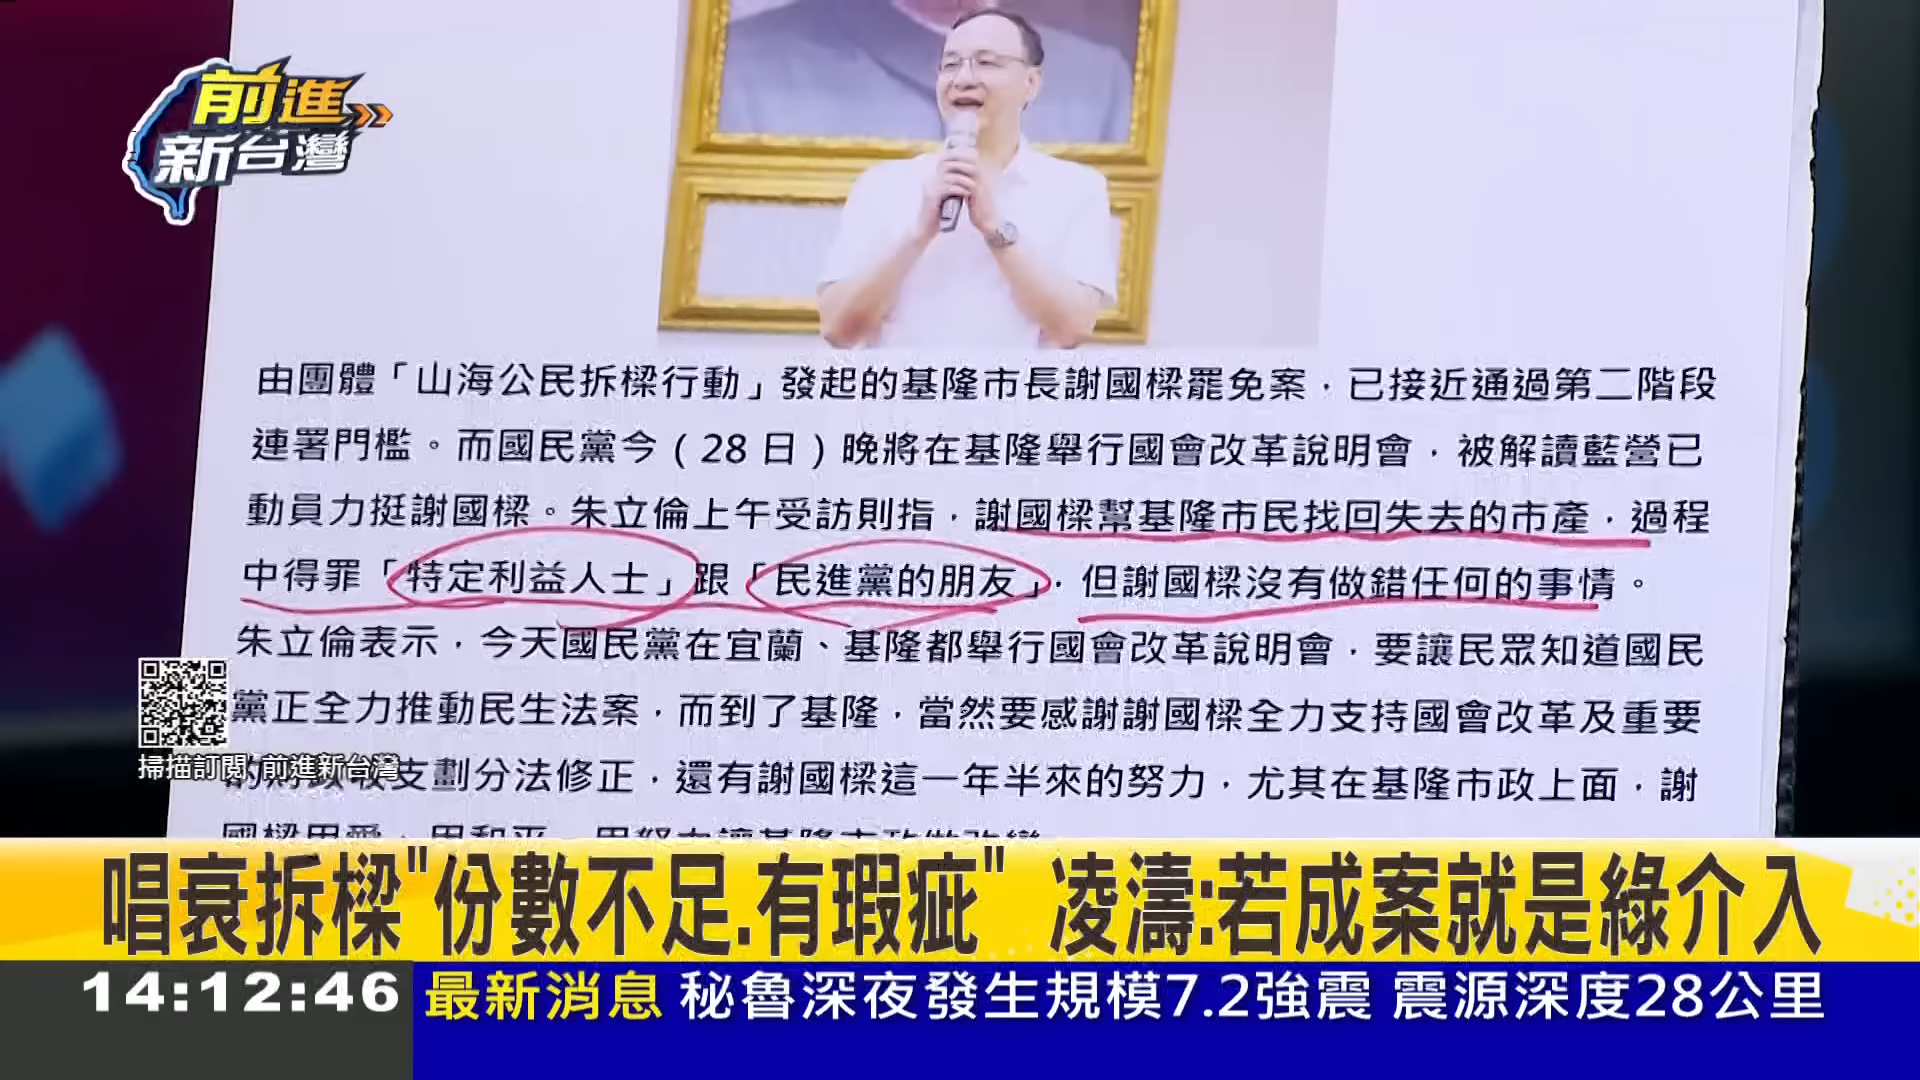 前進
新台灣
由團體「山海公民拆樑行動」發起的基隆市長謝國樑罷免案，已接近通過第二階段
連署門檻。而國民黨今（28日）晚將在基隆舉行國會改革說明會，被解讀藍營已
動員力挺謝國樑。朱立倫上午受訪則指，謝國樑幫基隆市民找回失去的市產，過程
中得罪「特定利益人士」跟「民進黨的朋友」，但謝國樑沒有做錯任何的事情。
朱立倫表示，今天國民黨在宜蘭、基隆都舉行國會改革說明會，要讓民眾知道國民
黨正全力推動民生法案，而到了基隆，當然要感謝謝國樑全力支持國會改革及重要
支劃分法修正，還有謝國樑這一年半來的努力，尤其在基隆市政上面，謝
掃描訂閱 前進新台灣
唱衰拆樑"份數不足.有瑕疵" 凌濤:若成案就是綠介入
14:12:46 最新消息 秘魯深夜發生規模7.2強震 震源深度28公里